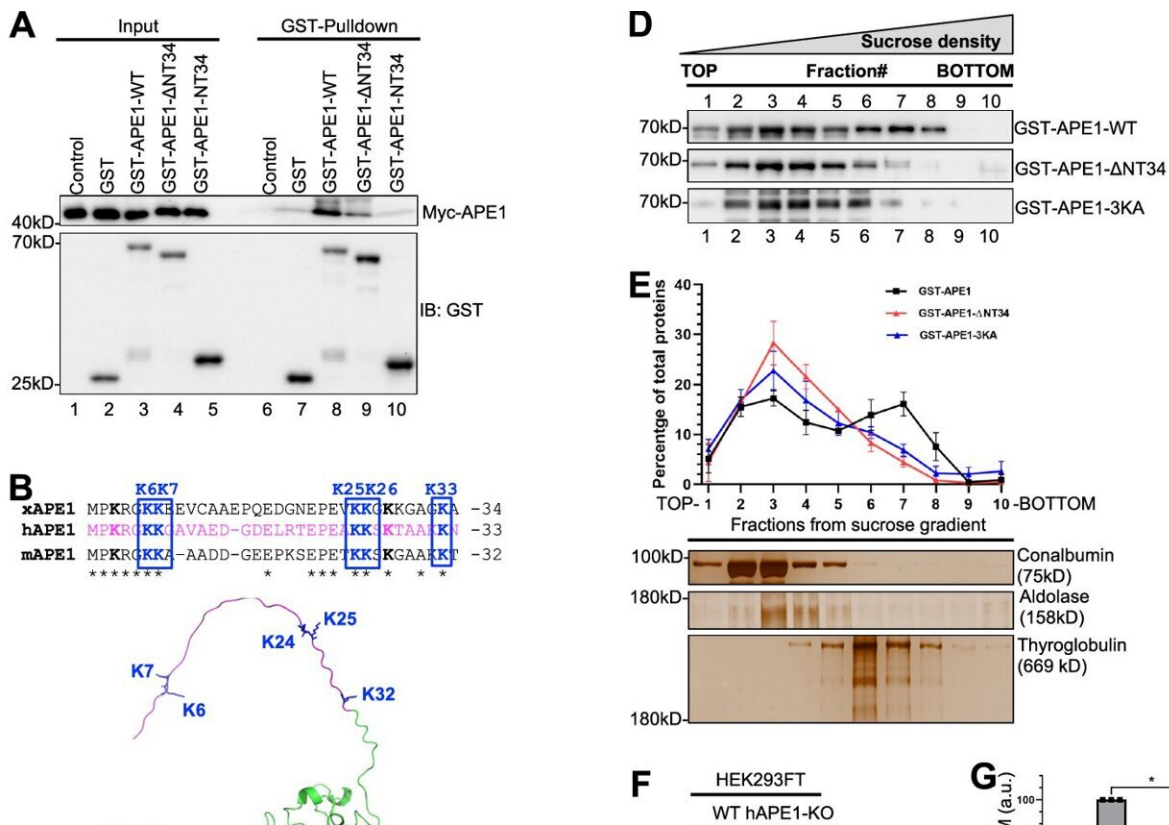 A
Input GST-Pulldown
Control
GST
GST-APE1-WT
GST-APE1-ΔNT34
GST-APE1-NT34
Control
GST
GST-APE1-WT
GST-APE1-ΔNT34
GST-APE1-NT34
40kD
Myc-APE1
70kD
IB: GST
25kD
1 2 3 4 5 6 7 8 9 10
B
K6K7 K25K26 K33
xAPE1 MPKRGKKEEVCAAEPQEDGNEPEVKKGKKGAGKA -34
hAPE1 MPKRGKKGAVAED-GDELRTEPEAKKSKTAAKKN -33
mAPE1 MPKRGKKA-AADD-GEEPKSEPETKKSKGAAKKT -32
K24 K25
K7
K6
K32
D
Sucrose density
TOP Fraction# BOTTOM
1 2 3 4 5 6 7 8 9 10
70kD GST-APE1-WT
70kD GST-APE1-ΔNT34
70kD GST-APE1-3KA
1 2 3 4 5 6 7 8 9 10
E
Percentge of total proteins
40
30
20
10
0
GST-APE1
GST-APE1-ΔNT34
GST-APE1-3KA
TOP- 1 2 3 4 5 6 7 8 9 10 -BOTTOM
Fractions from sucrose gradient
100kD Conalbumin
(75kD)
180kD Aldolase
(158kD)
Thyroglobulin
(669 kD)
180kD
F
HEK293FT
WT hAPE1-KO
G
M (a.u.)
100
*